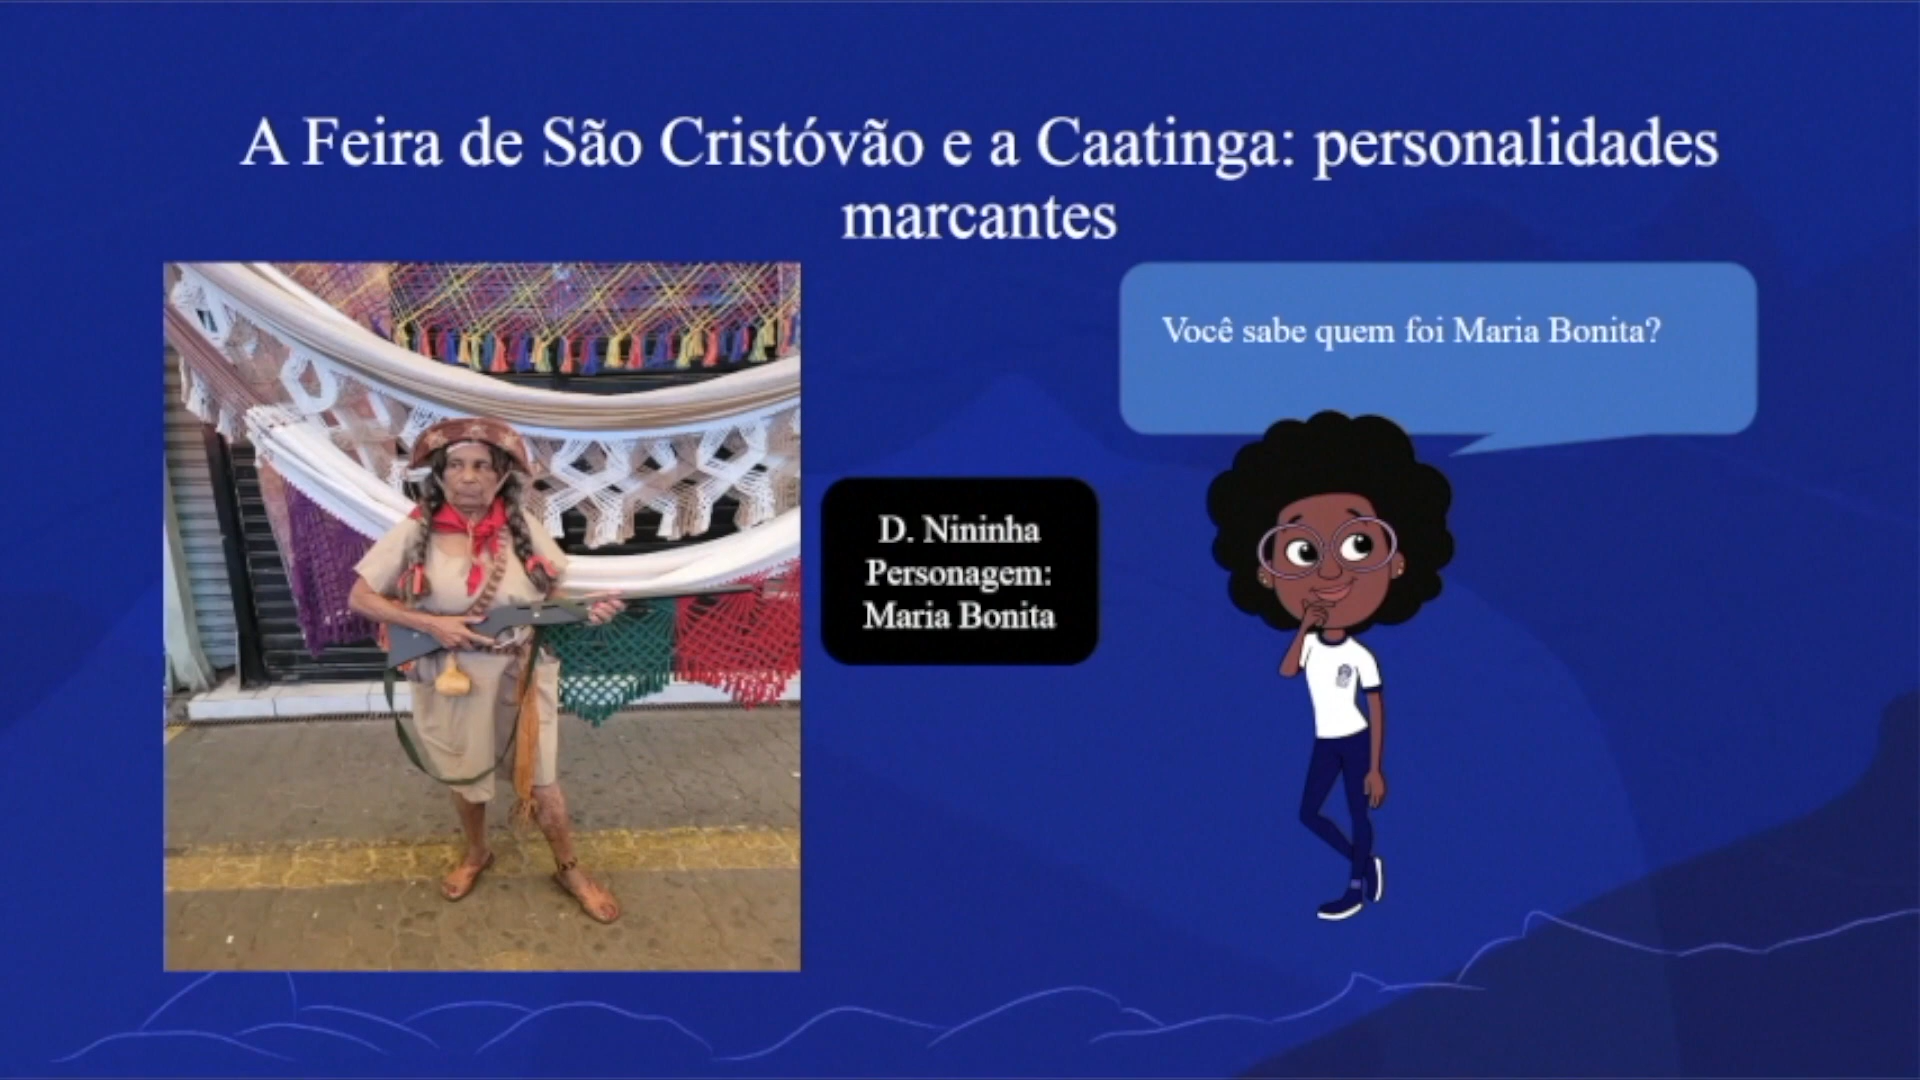 A Feira de São Cristóvão e a Caatinga: personalidades
marcantes
Você sabe quem foi Maria Bonita?
D. Nininha
Personagem:
Maria Bonita